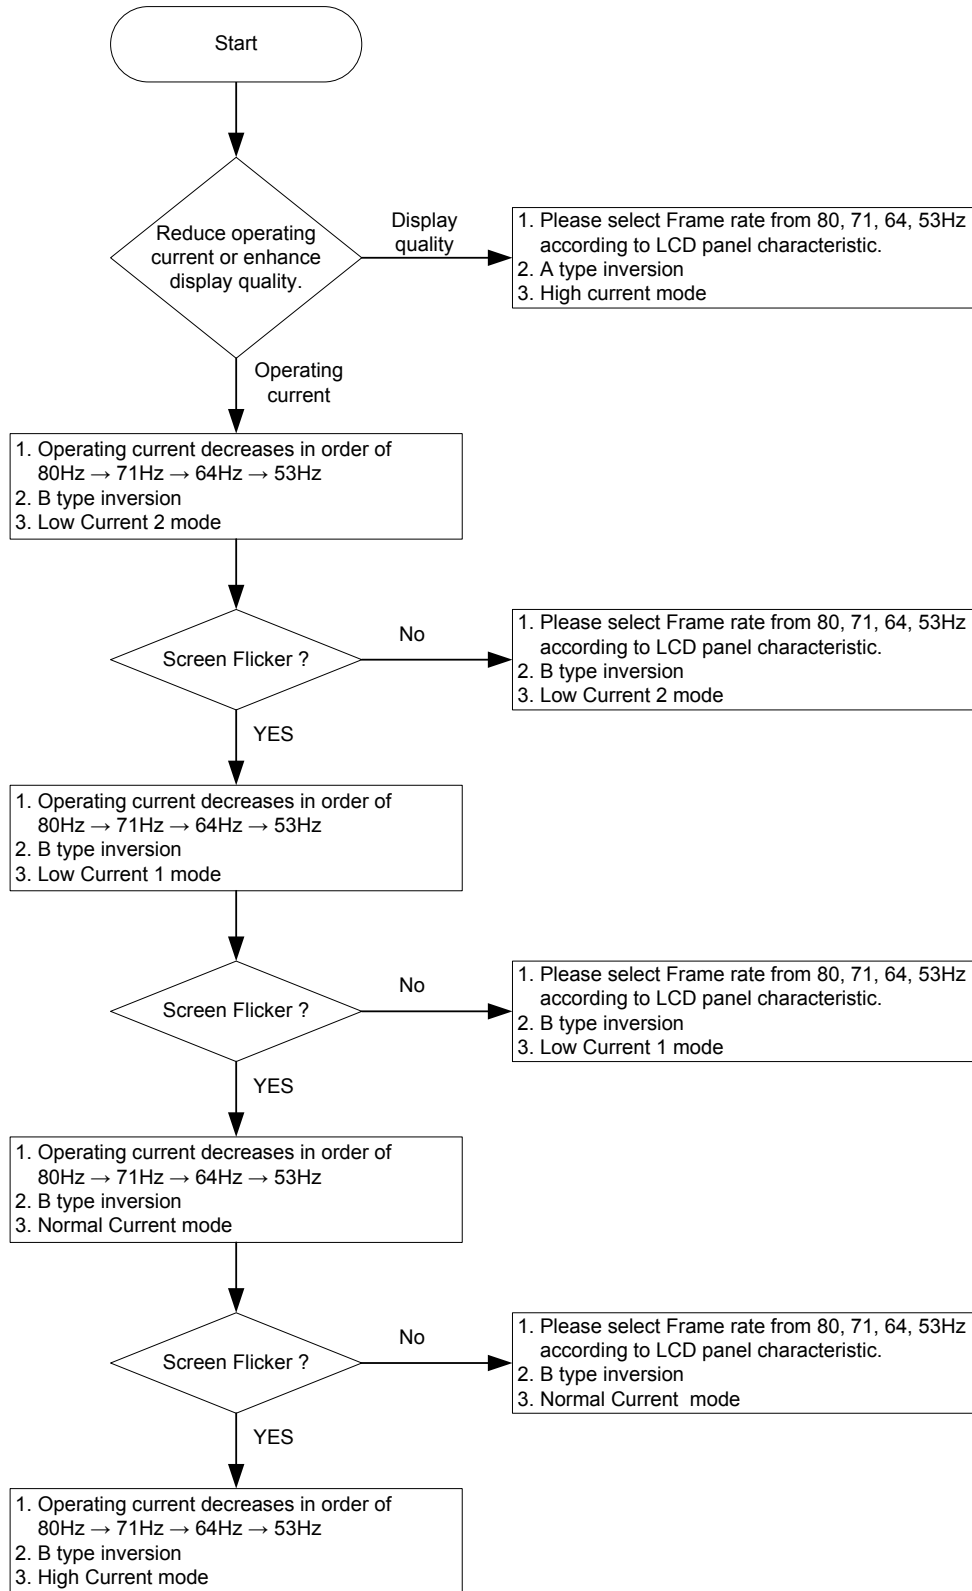 Start
Reduce operating
current or enhance
display quality.
Display
quality
1. Please select Frame rate from 80, 71, 64, 53Hz
according to LCD panel characteristic.
2. A type inversion
3. High current mode
Operating
current
1. Operating current decreases in order of
80Hz → 71Hz → 64Hz → 53Hz
2. B type inversion
3. Low Current 2 mode
Screen Flicker ?
No
1. Please select Frame rate from 80, 71, 64, 53Hz
according to LCD panel characteristic.
2. B type inversion
3. Low Current 2 mode
YES
1. Operating current decreases in order of
80Hz → 71Hz → 64Hz → 53Hz
2. B type inversion
3. Low Current 1 mode
Screen Flicker ?
No
1. Please select Frame rate from 80, 71, 64, 53Hz
according to LCD panel characteristic.
2. B type inversion
3. Low Current 1 mode
YES
1. Operating current decreases in order of
80Hz → 71Hz → 64Hz → 53Hz
2. B type inversion
3. Normal Current mode
Screen Flicker ?
No
1. Please select Frame rate from 80, 71, 64, 53Hz
according to LCD panel characteristic.
2. B type inversion
3. Normal Current  mode
YES
1. Operating current decreases in order of
80Hz → 71Hz → 64Hz → 53Hz
2. B type inversion
3. High Current mode